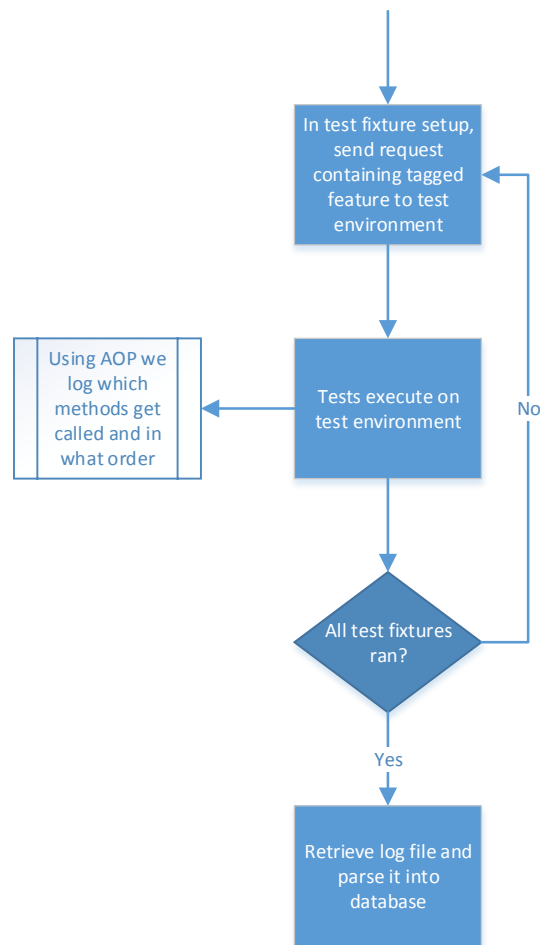 In test fixture setup,
send request
containing tagged
feature to test
environment
Using AOP we
log which
methods get
called and in
what order
Tests execute on
test environment
No
All test fixtures
ran?
Yes
Retrieve log file and
parse it into
database